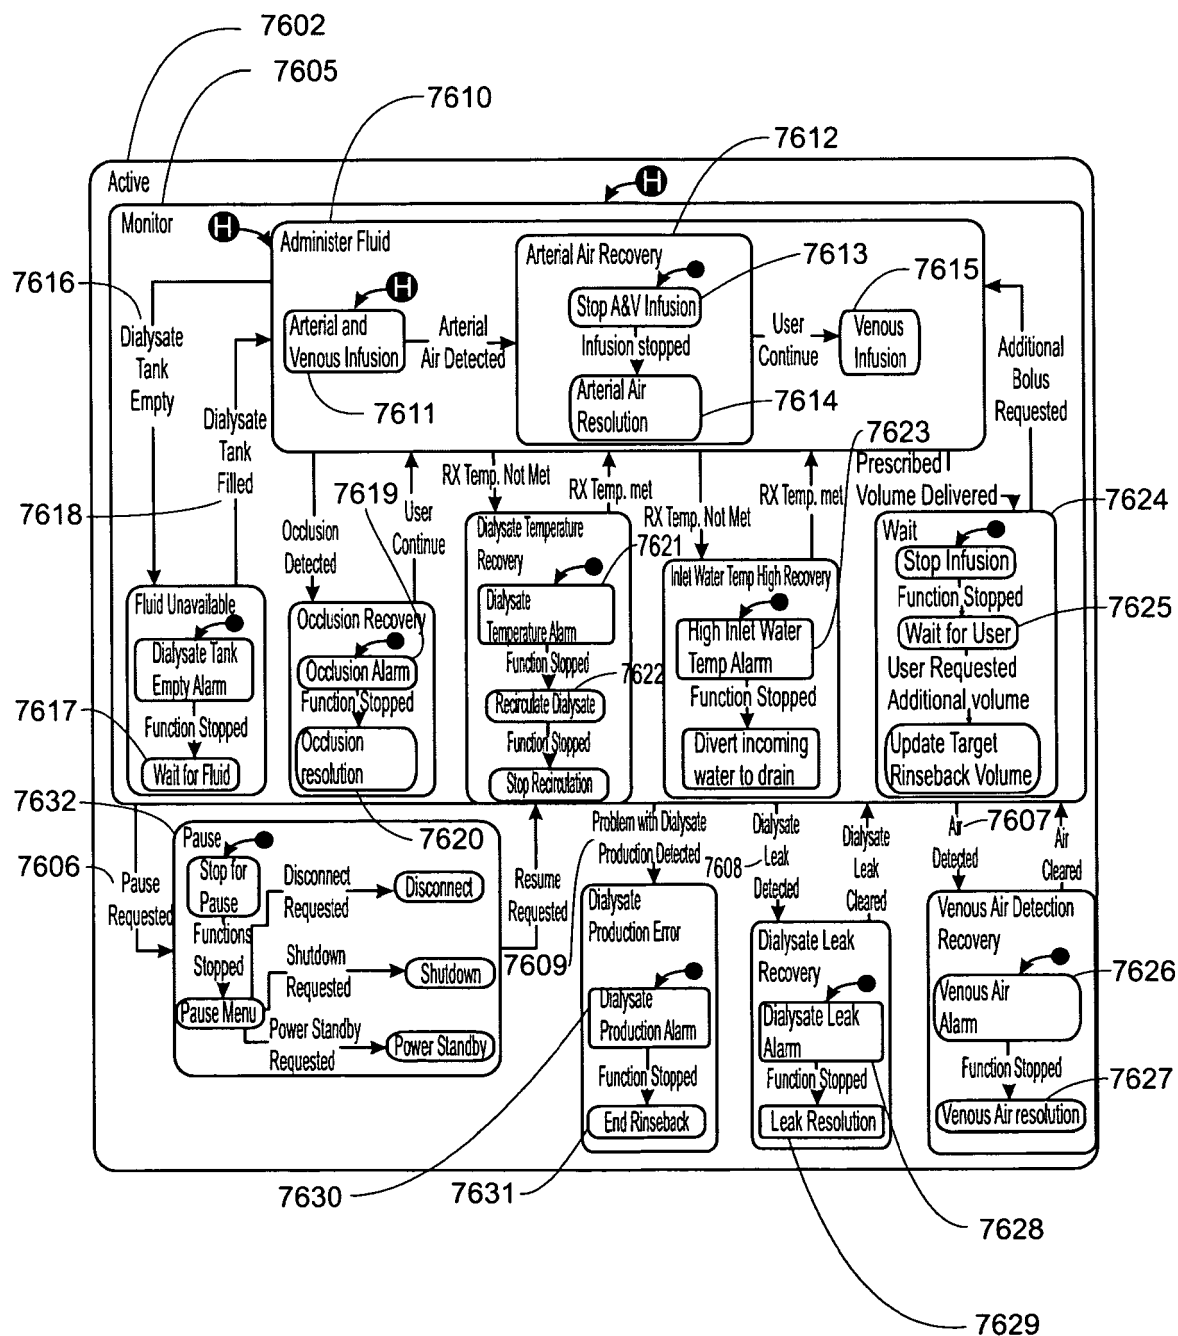 7602
7605
7610
7612
Active
H
Monitor
H
Administer Fluid
Arterial Air Recovery
7613
7615
7616
H
Stop A&V Infusion
Arterial and
Venous Infusion
Arterial
Air Detected
Infusion stopped
User
Continue
Venous
Infusion
Dialysate
Tank
Empty
Additional
Bolus
Requested
Arterial Air
Resolution
7614
7611
Dialysate
Tank
Filled
7623
7618
7619
RX Temp. Not Met
RX Temp. met
RX Temp. Not Met
RX Temp. met
Prescribed
Volume Delivered
7624
Occlusion
Detected
User
Continue
Dialysate Temperature
Recovery
7621
Wait
Stop Infusion
Function Stopped
7625
Wait for User
User Requested
Additional volume
Update Target
Rinseback Volume
Fluid Unavailable
Dialysate Tank
Empty Alarm
Function Stopped
7617
Wait for Fluid
Occlusion Recovery
Occlusion Alarm
Function Stopped
Occlusion
resolution
7620
Dialysate
Temperature Alarm
Function Stopped
7622
Recirculate Dialysate
Function Stopped
Stop Recirculation
Inlet Water Temp High Recovery
High Inlet Water
Temp Alarm
Function Stopped
Divert incoming
water to drain
7632
7606
Pause
Requested
Pause
Stop for
Pause
Functions
Stopped
Pause Menu
Disconnect
Requested
Disconnect
Shutdown
Requested
Shutdown
Power Standby
Requested
Power Standby
Resume
Requested
7609
Problem with Dialysate
Production Detected
7608
Dialysate
Leak
Detected
Dialysate
Leak
Cleared
Air
Detected
7607
Air
Cleared
Dialysate
Production Error
Dialysate
Production Alarm
Function Stopped
End Rinseback
Dialysate Leak
Recovery
Dialysate Leak
Alarm
Function Stopped
Leak Resolution
Venous Air Detection
Recovery
7626
Venous Air
Alarm
Function Stopped
7627
Venous Air resolution
7630
7631
7628
7629